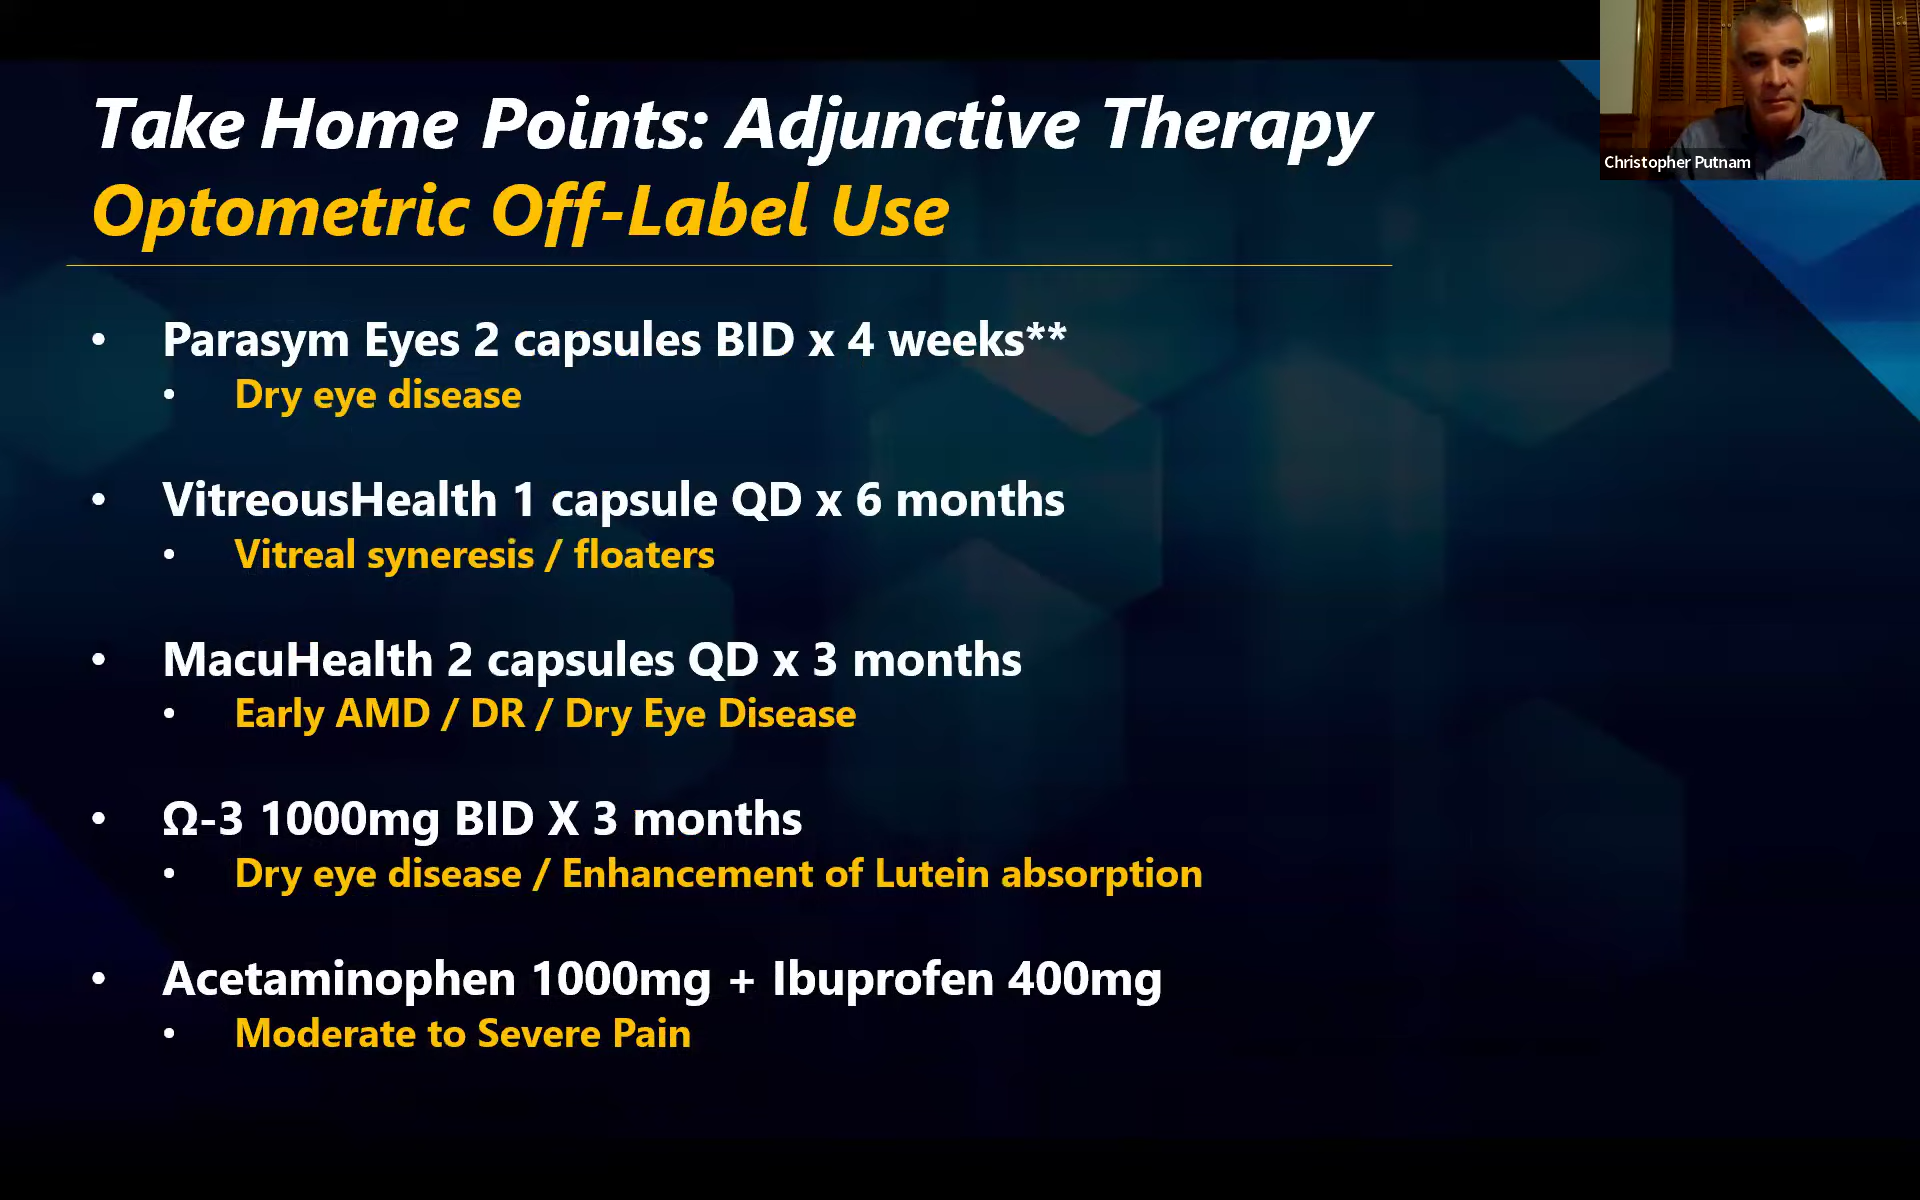 Take Home Points: Adjunctive Therapy
Optometric Off-Label Use
Christopher Putnam
• Parasym Eyes 2 capsules BID x 4 weeks**
• Dry eye disease
• VitreousHealth 1 capsule QD x 6 months
• Vitreal syneresis / floaters
• MacuHealth 2 capsules QD x 3 months
• Early AMD / DR / Dry Eye Disease
• Ω-3 1000mg BID X 3 months
• Dry eye disease / Enhancement of Lutein absorption
• Acetaminophen 1000mg + Ibuprofen 400mg
• Moderate to Severe Pain